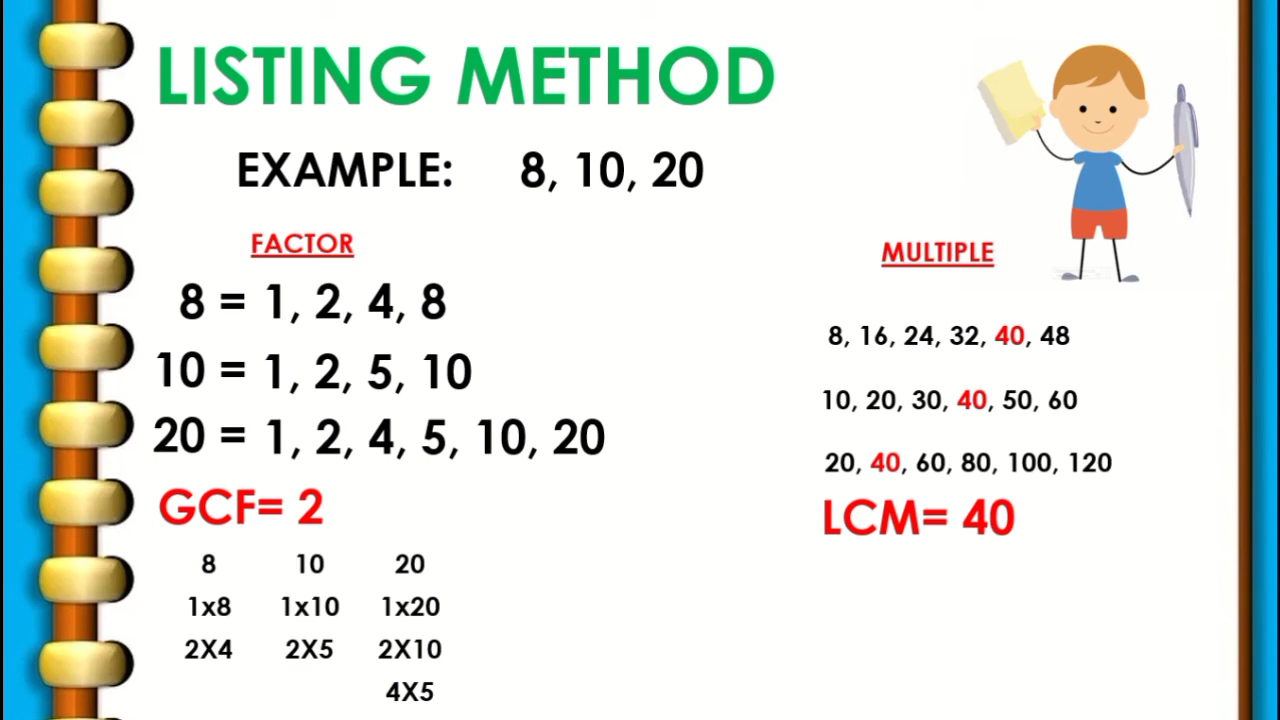 LISTING METHOD
EXAMPLE: 8, 10, 20
FACTOR
8 = 1, 2, 4, 8
10 = 1, 2, 5, 10
20 = 1, 2, 4, 5, 10, 20
GCF= 2
8 10 20
1x8 1x10 1x20
2X4 2X5 2X10
4X5
MULTIPLE
8, 16, 24, 32, 40, 48
10, 20, 30, 40, 50, 60
20, 40, 60, 80, 100, 120
LCM= 40